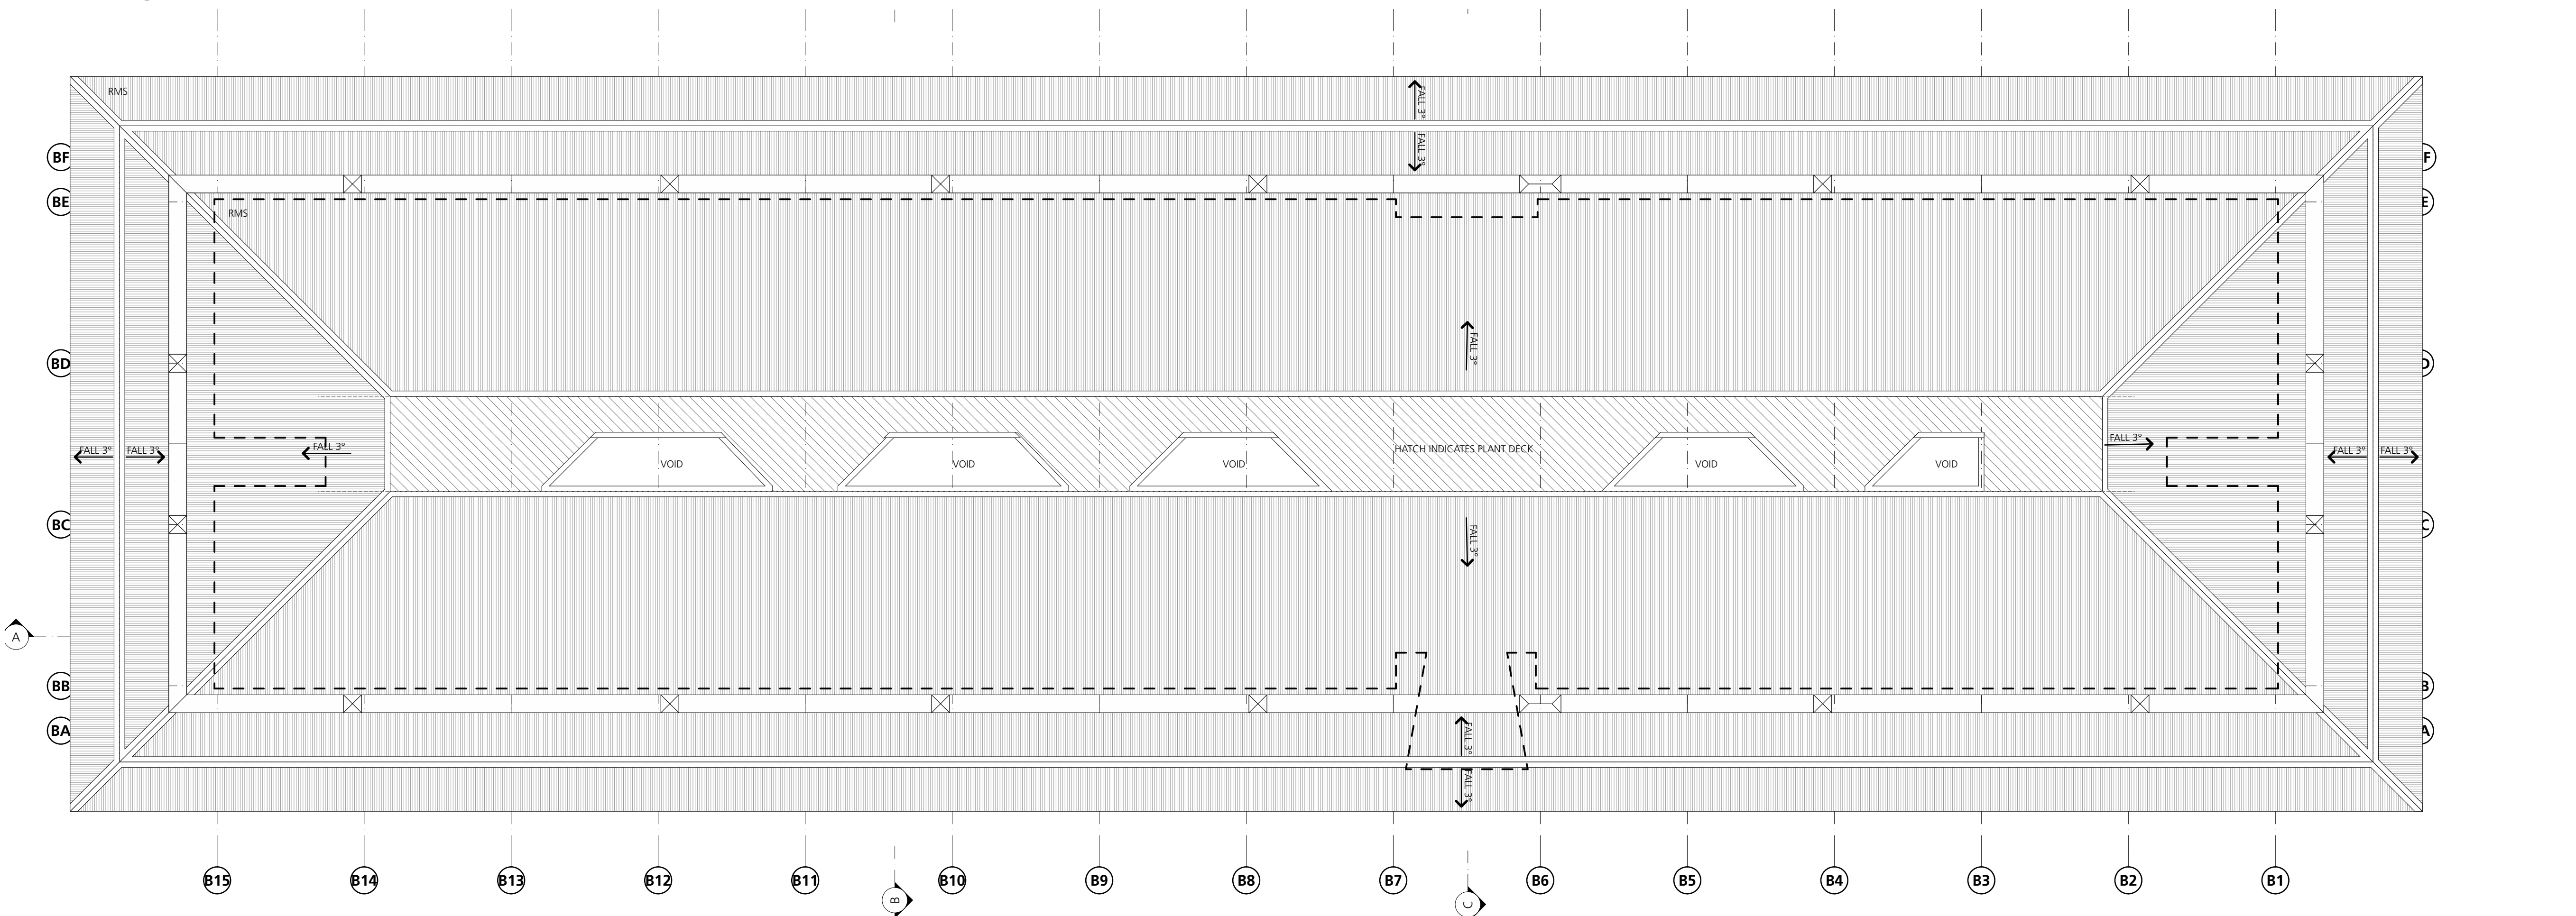 RMS
FALL 3°
FALL 3°
BF
F
BE
E
RMS
FALL 3°
BD
D
FALL 3°
FALL 3°
FALL 3°
HATCH INDICATES PLANT DECK
FALL 3°
FALL 3°
FALL 3°
VOID
VOID
VOID
VOID
VOID
BC
C
FALL 3°
A
BB
B
BA
A
FALL 3°
FALL 3°
B15
B14
B13
B12
B11
B10
B9
B8
B7
B6
B5
B4
B3
B2
B1
B
C